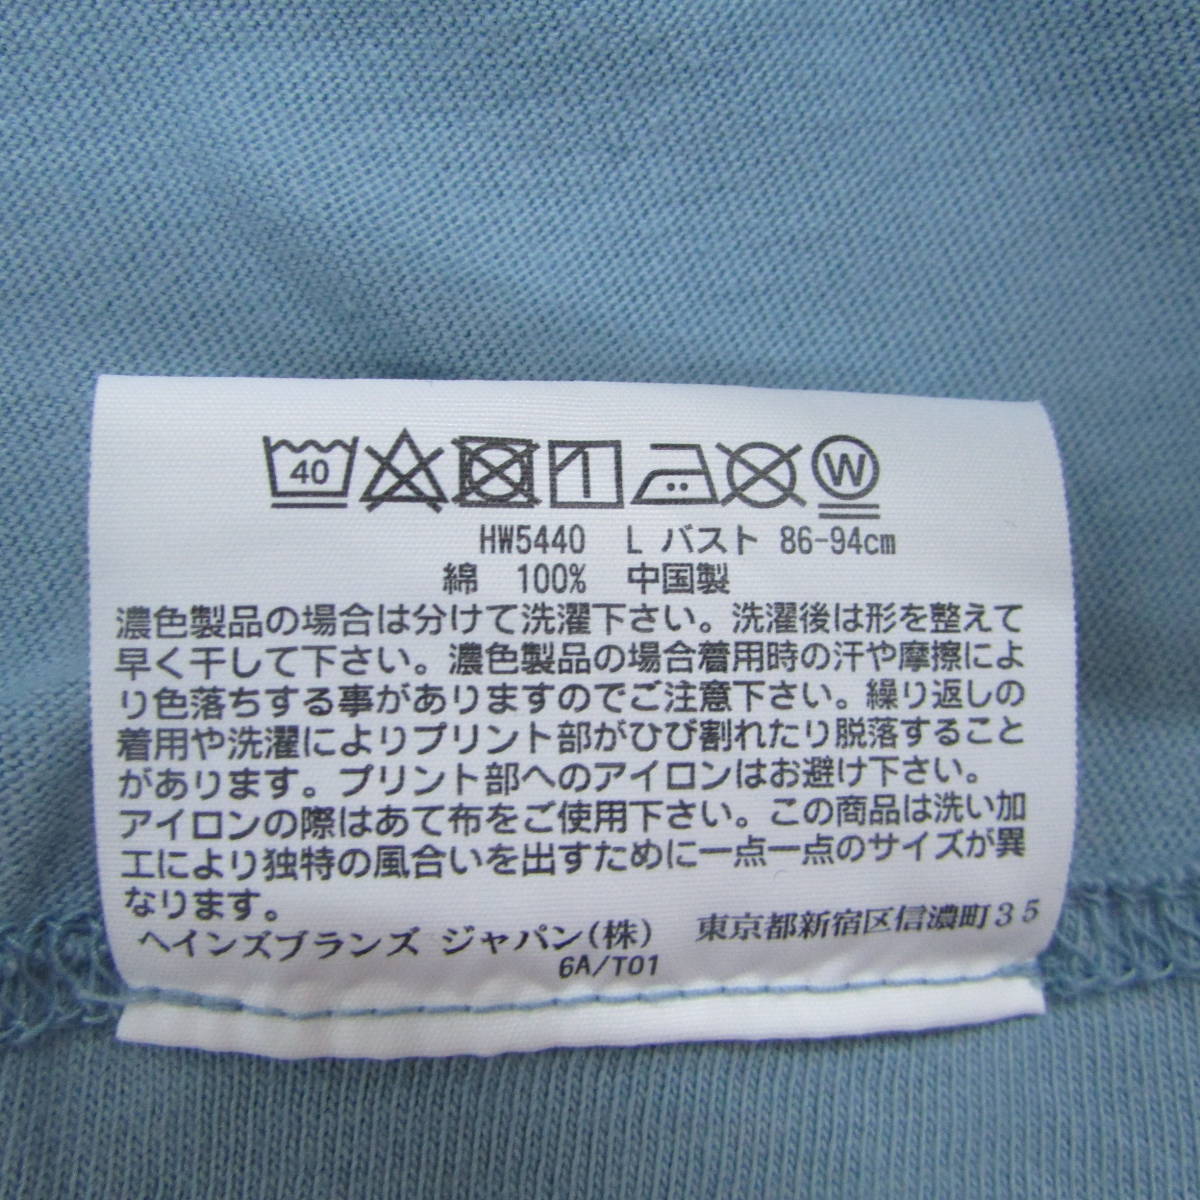 40 W
HW5440 L バスト 86-94cm
綿 100% 中国製
濃色製品の場合は分けて洗濯下さい。洗濯後は形を整えて
早く干して下さい。濃色製品の場合着用時の汗や摩擦によ
り色落ちする事がありますのでご注意下さい。繰り返しの
着用や洗濯によりプリント部がひび割れたり脱落すること
があります。プリント部へのアイロンはお避け下さい。
アイロンの際はあて布をご使用下さい。この商品は洗い加
工により独特の風合いを出すために一点一点のサイズが異
なります。
ヘインズブランズ ジャパン(株) 東京都新宿区信濃町35
6A/T01